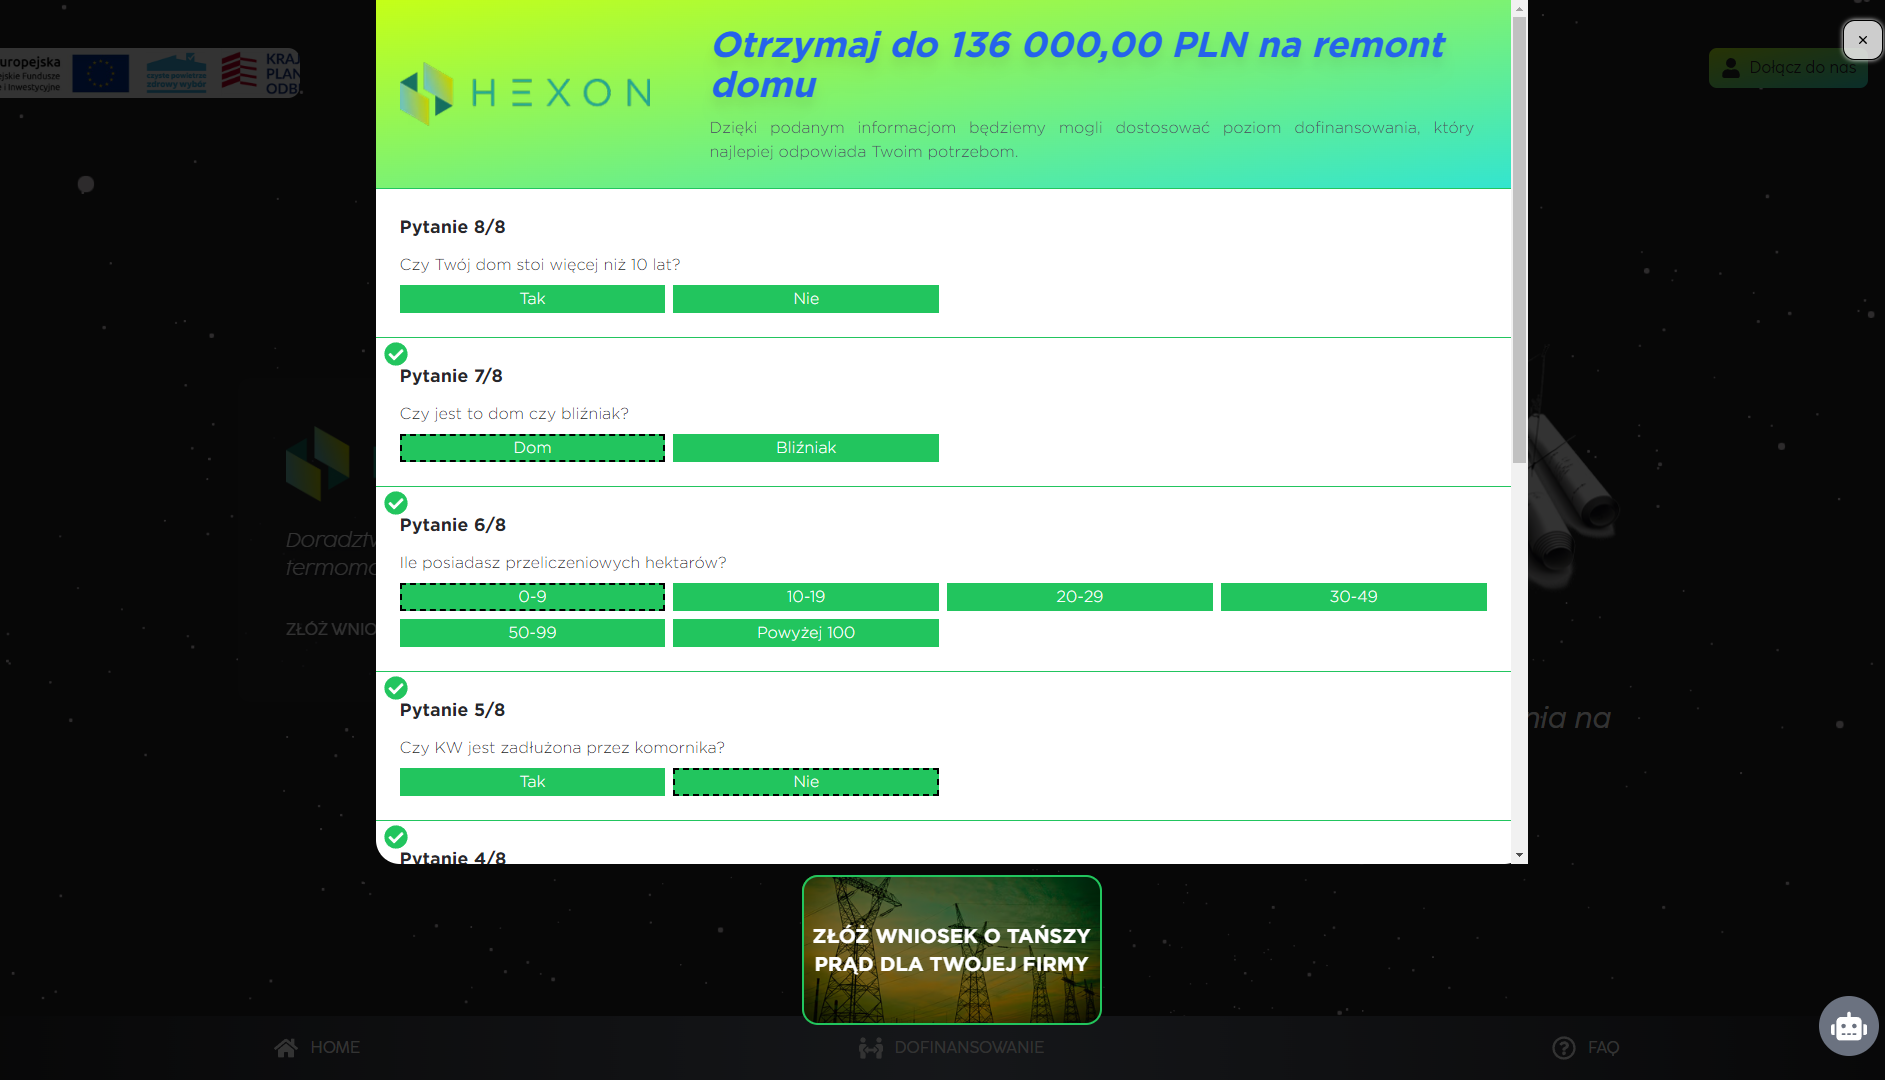 HEXON
Otrzymaj do 136 000,00 PLN na remont
domu
Dzięki podanym informacjom będziemy mogli dostosować poziom dofinansowania, który
najlepiej odpowiada Twoim potrzebom.
×
Dołącz do nas
uropejska
jskie Fundusze
e i Inwestycyjne
czyste powietrze
zdrowy wybór
KRAJ
PLAN
ODBU
Pytanie 8/8
Czy Twój dom stoi więcej niż 10 lat?
Tak Nie
Pytanie 7/8
Czy jest to dom czy bliźniak?
Dom Bliźniak
Pytanie 6/8
Ile posiadasz przeliczeniowych hektarów?
0-9 10-19 20-29 30-49
50-99 Powyżej 100
Pytanie 5/8
Czy KW jest zadłużona przez komornika?
Tak Nie
Pytanie 4/8
Doradztw
termomo
ZŁÓŻ WNIO
nia na
ZŁÓŻ WNIOSEK O TAŃSZY
PRĄD DLA TWOJEJ FIRMY
HOME DOFINANSOWANIE FAQ